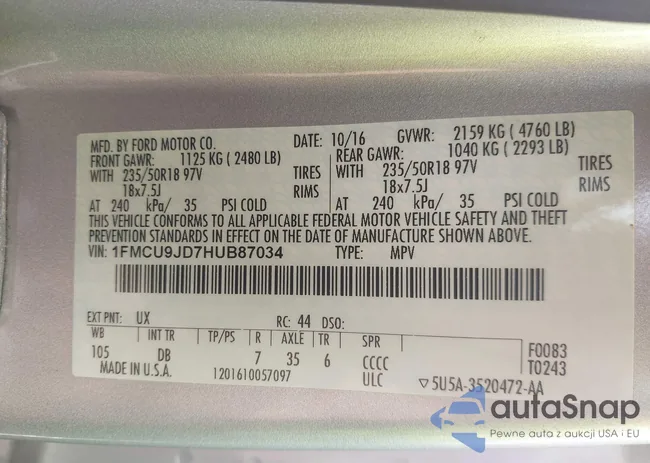 MFD. BY FORD MOTOR CO. DATE: 10/16 GVWR: 2159 KG ( 4760 LB)
FRONT GAWR: 1125 KG ( 2480 LB) REAR GAWR: 1040 KG ( 2293 LB)
WITH 235/50R18 97V TIRES WITH 235/50R18 97V TIRES
18x7.5J RIMS 18x7.5J RIMS
AT 240 kPa/ 35 PSI COLD AT 240 kPa/ 35 PSI COLD
THIS VEHICLE CONFORMS TO ALL APPLICABLE FEDERAL MOTOR VEHICLE SAFETY AND THEFT
PREVENTION STANDARDS IN EFFECT ON THE DATE OF MANUFACTURE SHOWN ABOVE.
VIN: 1FMCU9JD7HUB87034 TYPE: MPV
EXT PNT: UX RC: 44 DSO:
WB INT TR TP/PS R AXLE TR SPR
105 DB 7 35 6 CCCC
F0083
T0243
MADE IN U.S.A. 1201610057097 ULC ▽5U5A-3520472-AA
autaSnap
Pewne auta z aukcji USA i EU